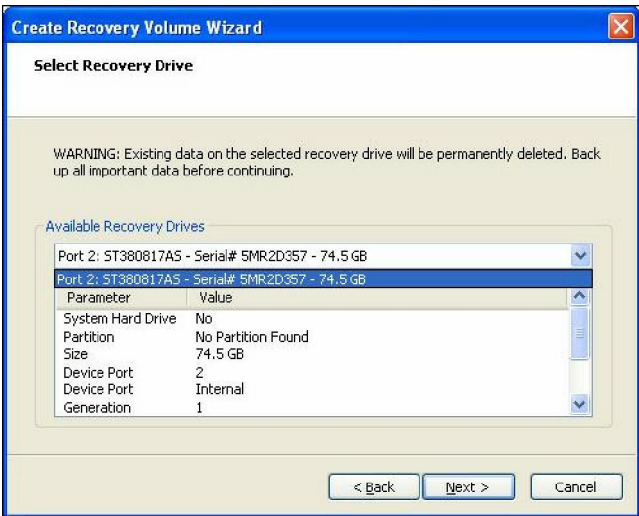 Create Recovery Volume Wizard
Select Recovery Drive
WARNING: Existing data on the selected recovery drive will be permanently deleted. Back
up all important data before continuing.
Available Recovery Drives
Port 2: ST380817AS - Serial# 5MR2D357 - 74.5 GB
Port 2: ST380817AS - Serial# 5MR2D357 - 74.5 GB
Parameter Value
System Hard Drive No
Partition No Partition Found
Size 74.5 GB
Device Port 2
Device Port Internal
Generation 1
< Back Next > Cancel